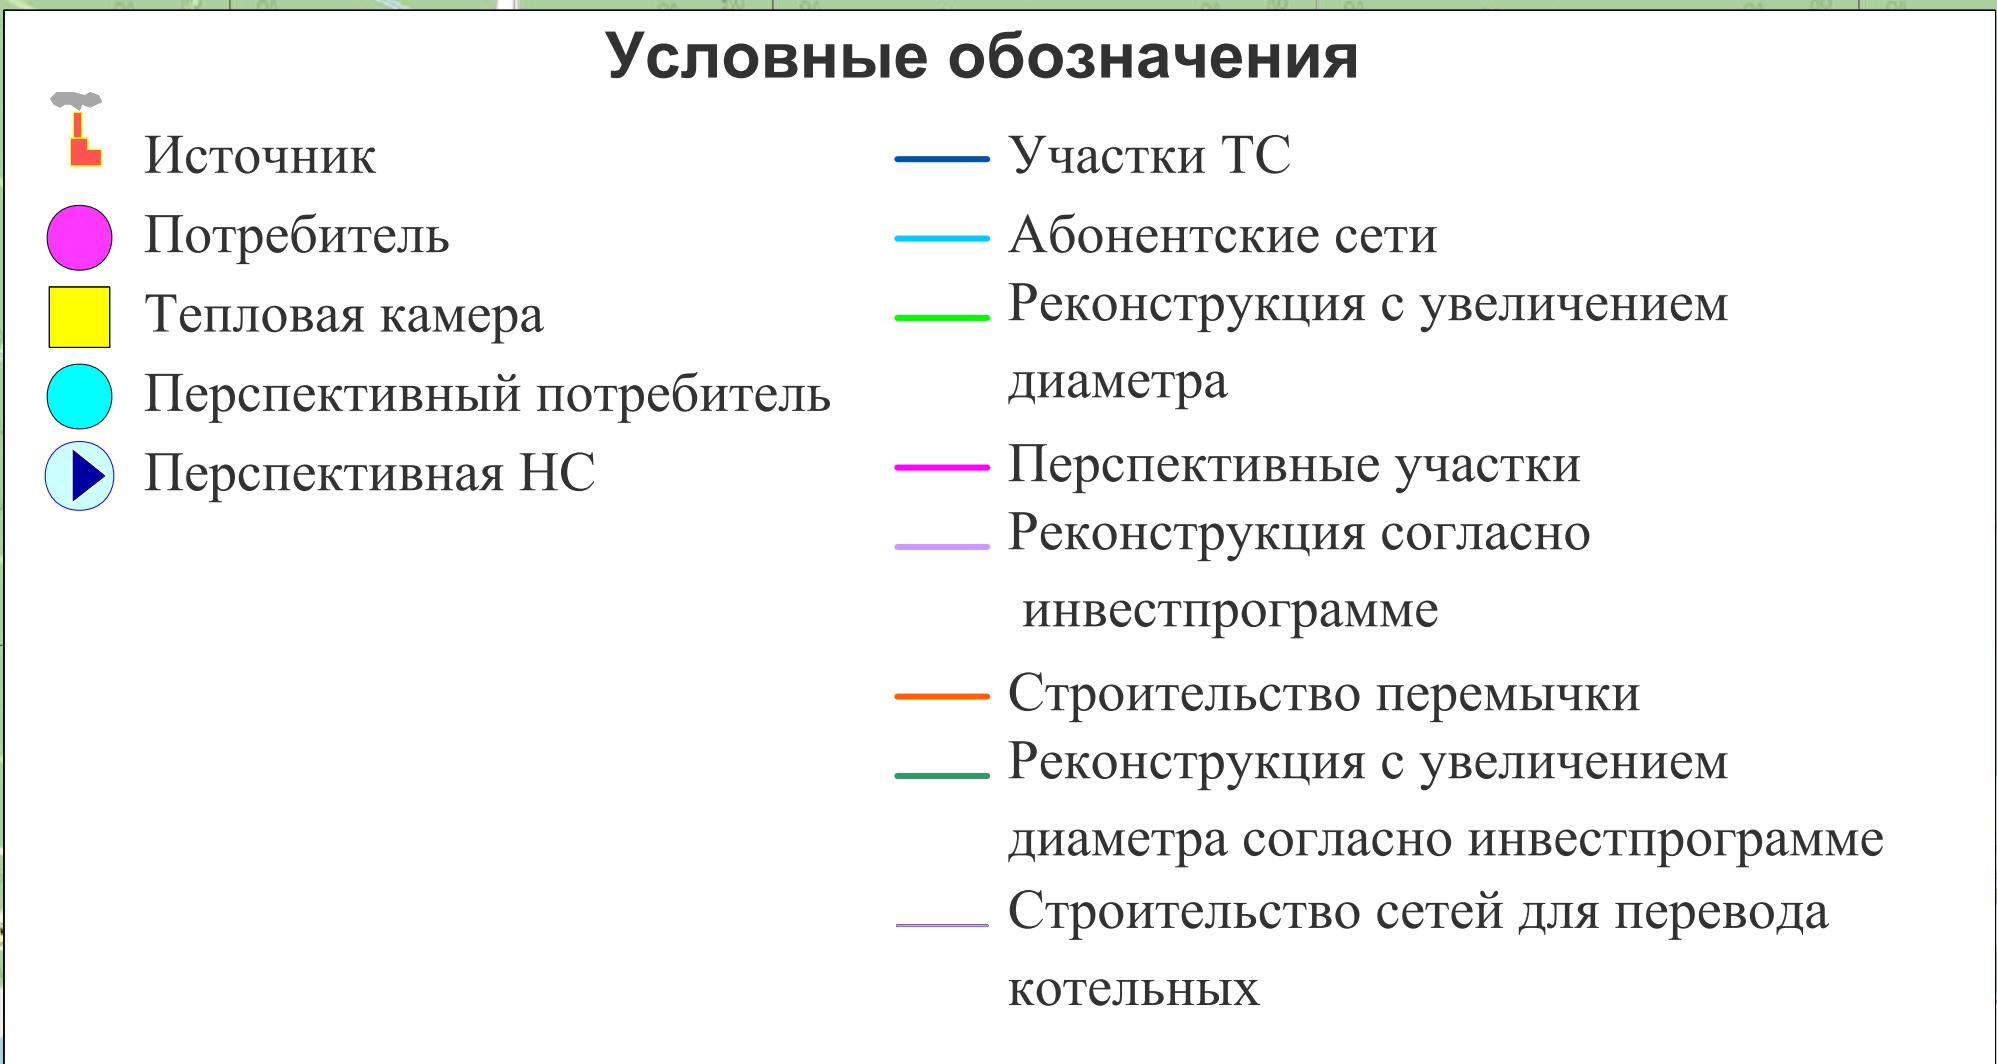 Условные обозначения
Источник
Потребитель
Тепловая камера
Перспективный потребитель
Перспективная НС
Участки ТС
Абонентские сети
Реконструкция с увеличением
диаметра
Перспективные участки
Реконструкция согласно
инвестпрограмме
Строительство перемычки
Реконструкция с увеличением
диаметра согласно инвестпрограмме
Строительство сетей для перевода
котельных